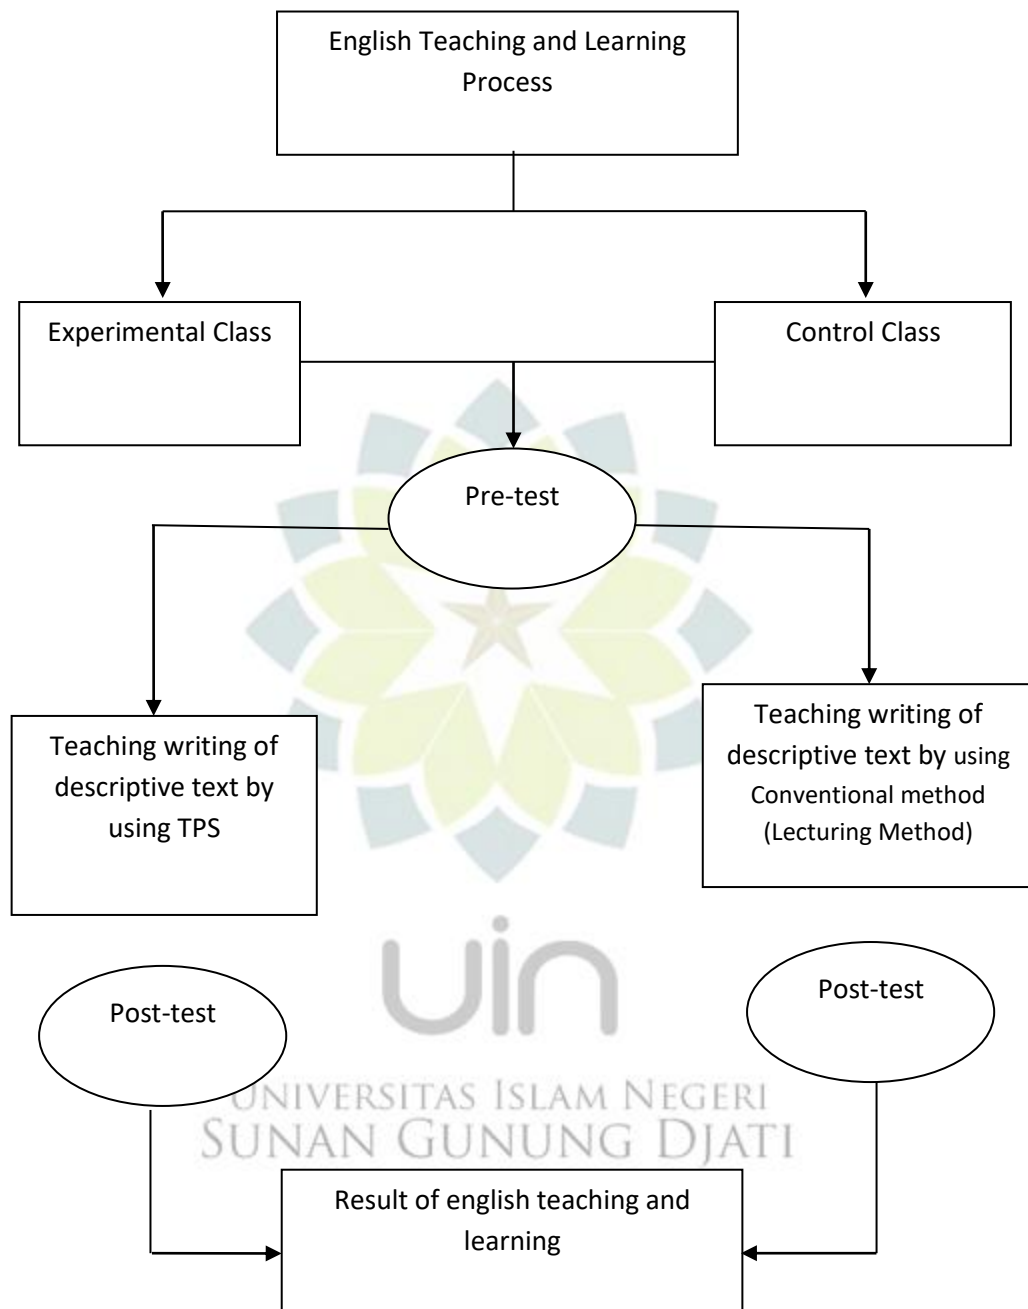 English Teaching and Learning
Process
Experimental Class
Control Class
Pre-test
Teaching writing of
descriptive text by
using TPS
Teaching writing of
descriptive text by using
Conventional method
(Lecturing Method)
Post-test
Post-test
uin
UNIVERSITAS ISLAM NEGERI
SUNAN GUNUNG DJATI
Result of english teaching and
learning